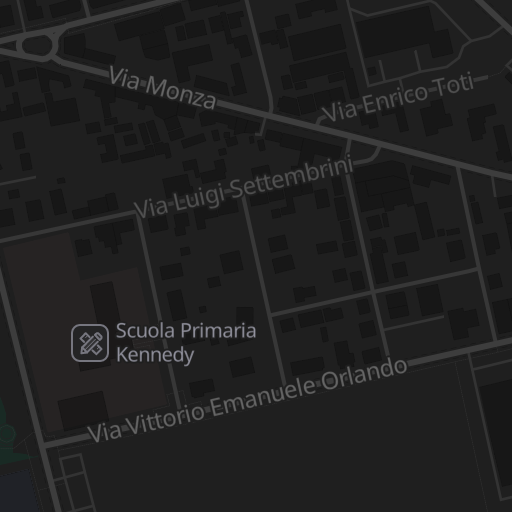 Via Monza
Via Enrico Toti
Via Luigi Settembrini
Scuola Primaria
Kennedy
Via Vittorio Emanuele Orlando